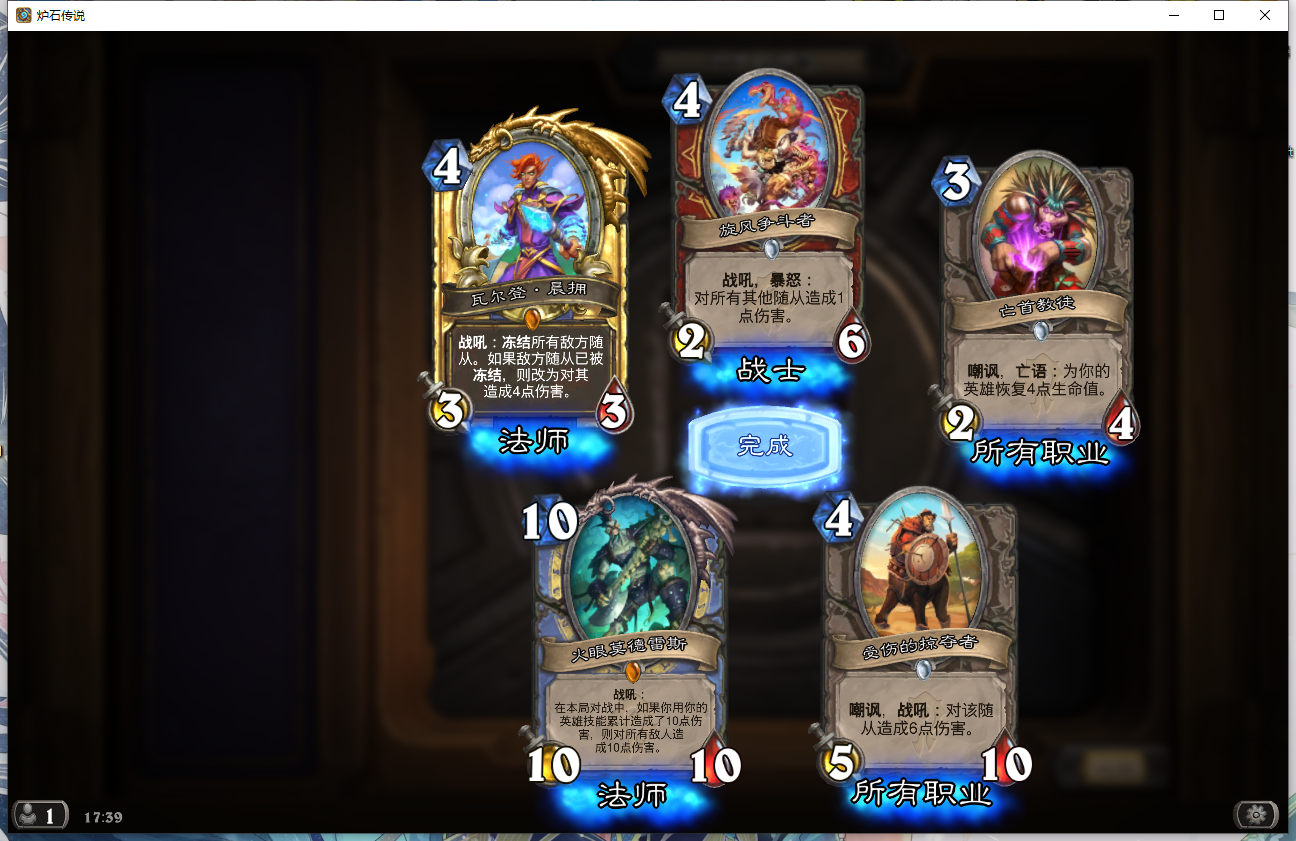 炉石传说
4
旋风争斗者
战吼，暴怒：
对所有其他随从造成1
点伤害。
2
6
战士
4
瓦尔登·晨拥
战吼：冻结所有敌方随
从。如果敌方随从已被
冻结，则改为对其
造成4点伤害。
3
3
法师
3
亡首教徒
嘲讽，亡语：为你的
英雄恢复4点生命值。
2
4
所有职业
完成
10
火眼莫德雷斯
战吼：
在本局对战中，如果你用你的
英雄技能累计造成了10点伤
害，则对所有敌人造
成10点伤害。
10
10
法师
4
受伤的掠夺者
嘲讽，战吼：对该随
从造成6点伤害。
5
10
所有职业
1
17:39